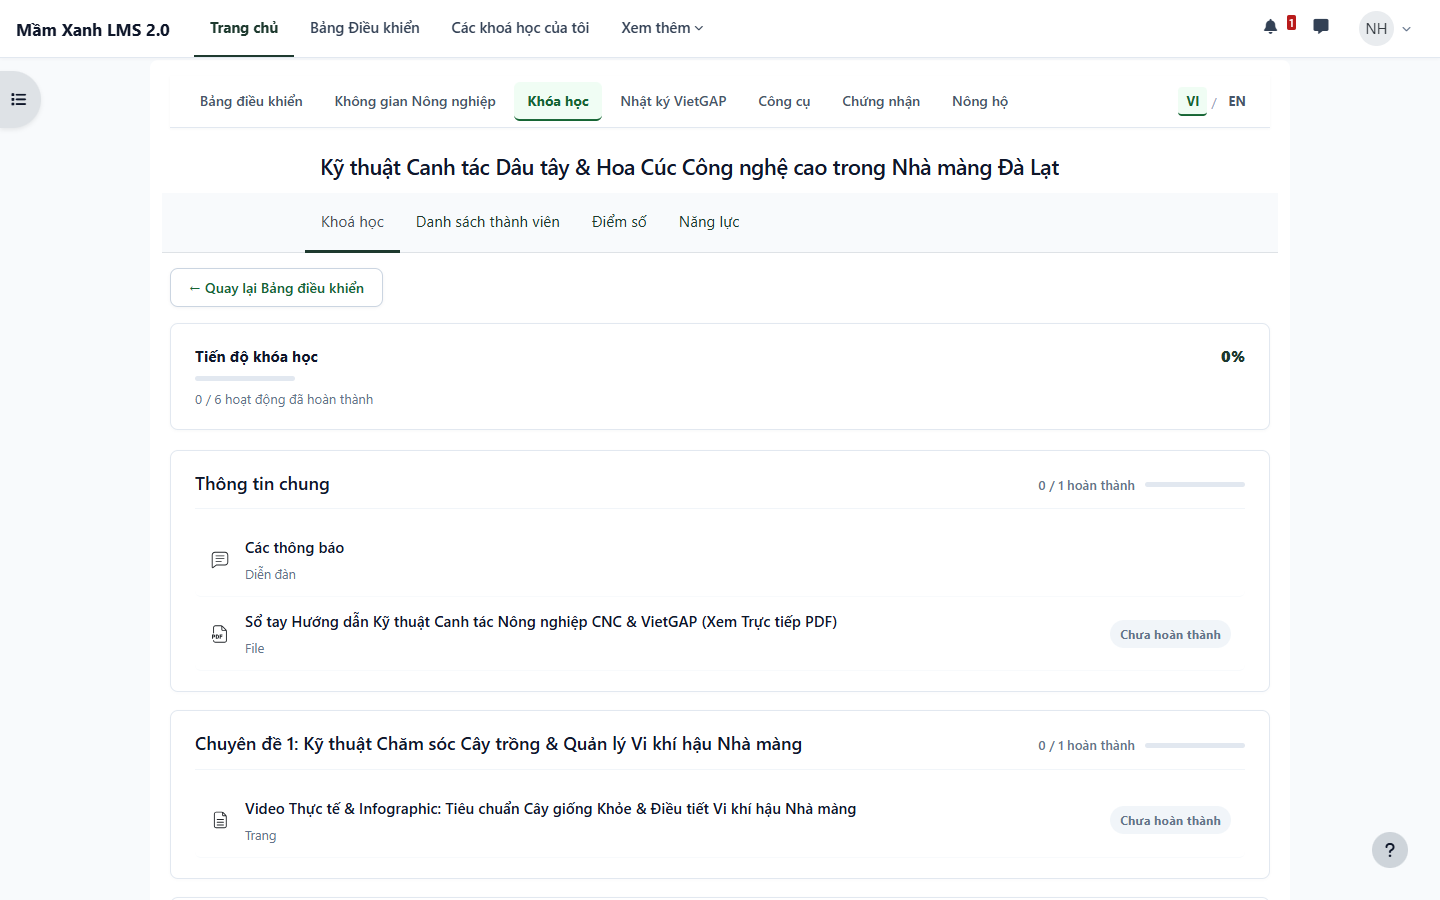 Mầm Xanh LMS 2.0
Trang chủ
Bảng Điều khiển
Các khoá học của tôi
Xem thêm
1
NH
Bảng điều khiển
Không gian Nông nghiệp
Khóa học
Nhật ký VietGAP
Công cụ
Chứng nhận
Nông hộ
VI / EN
Kỹ thuật Canh tác Dâu tây & Hoa Cúc Công nghệ cao trong Nhà màng Đà Lạt
Khoá học
Danh sách thành viên
Điểm số
Năng lực
← Quay lại Bảng điều khiển
Tiến độ khóa học
0%
0 / 6 hoạt động đã hoàn thành
Thông tin chung
0 / 1 hoàn thành
Các thông báo
Diễn đàn
PDF
Sổ tay Hướng dẫn Kỹ thuật Canh tác Nông nghiệp CNC & VietGAP (Xem Trực tiếp PDF)
File
Chưa hoàn thành
Chuyên đề 1: Kỹ thuật Chăm sóc Cây trồng & Quản lý Vi khí hậu Nhà màng
0 / 1 hoàn thành
Video Thực tế & Infographic: Tiêu chuẩn Cây giống Khỏe & Điều tiết Vi khí hậu Nhà màng
Trang
Chưa hoàn thành
?